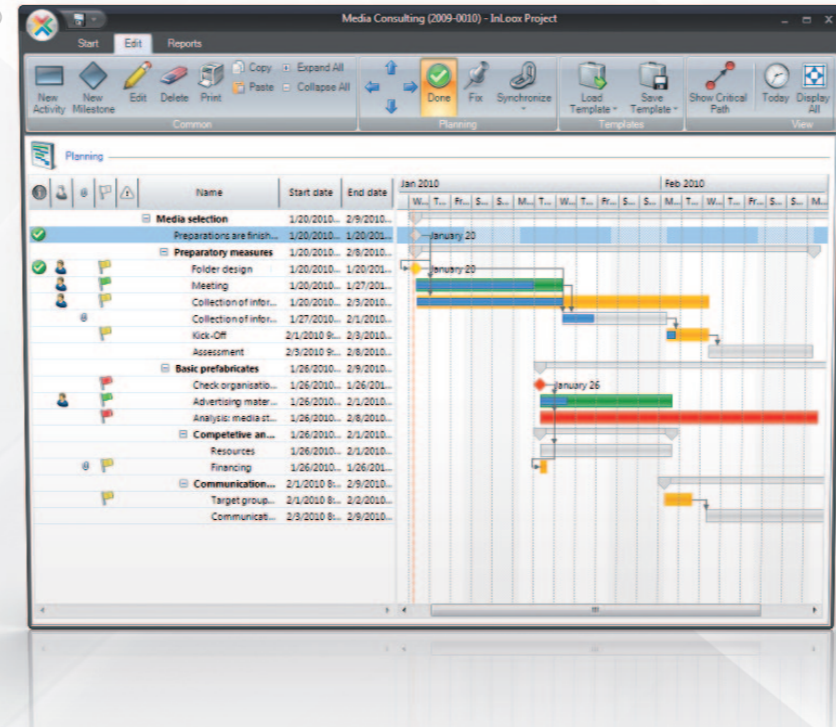 Media Consulting (2009-0010) - InLoox Project
Start Edit Reports
New Activity New Milestone Edit Delete Print Copy Paste Expand All Collapse All Done Fix Synchronize Load Template Save Template Show Critical Path Today Display All
Common Planning Templates View
Planning
Name Start date End date Jan 2010 Feb 2010
W... T... Fr... S... S... M... T... W... T... Fr... S... S... M... T... W... T... Fr... S... S... M...
Media selection 1/20/2010... 2/9/2010...
Preparations are finish... 1/20/2010... 1/20/201... January 20
Preparatory measures 1/20/2010... 2/8/2010...
Folder design 1/20/2010... 1/20/201... January 20
Meeting 1/20/2010... 1/27/201...
Collection of infor... 1/20/2010... 2/3/2010...
Collection of infor... 1/27/2010... 2/1/2010...
Kick-Off 2/1/2010 9:... 2/3/2010...
Assessment 2/3/2010 9:... 2/8/2010...
Basic prefabricates 1/26/2010... 2/9/2010...
Check organisatio... 1/26/2010... 1/26/201... January 26
Advertising mater... 1/26/2010... 2/1/2010...
Analysis: media st... 1/26/2010... 2/8/2010...
Competetive an... 1/26/2010... 2/1/2010...
Resources 1/26/2010... 2/1/2010...
Financing 1/26/2010... 1/26/201...
Communication... 2/1/2010 8:... 2/9/2010...
Target group... 2/1/2010 8:... 2/2/2010...
Communicati... 2/3/2010 8:... 2/9/2010...